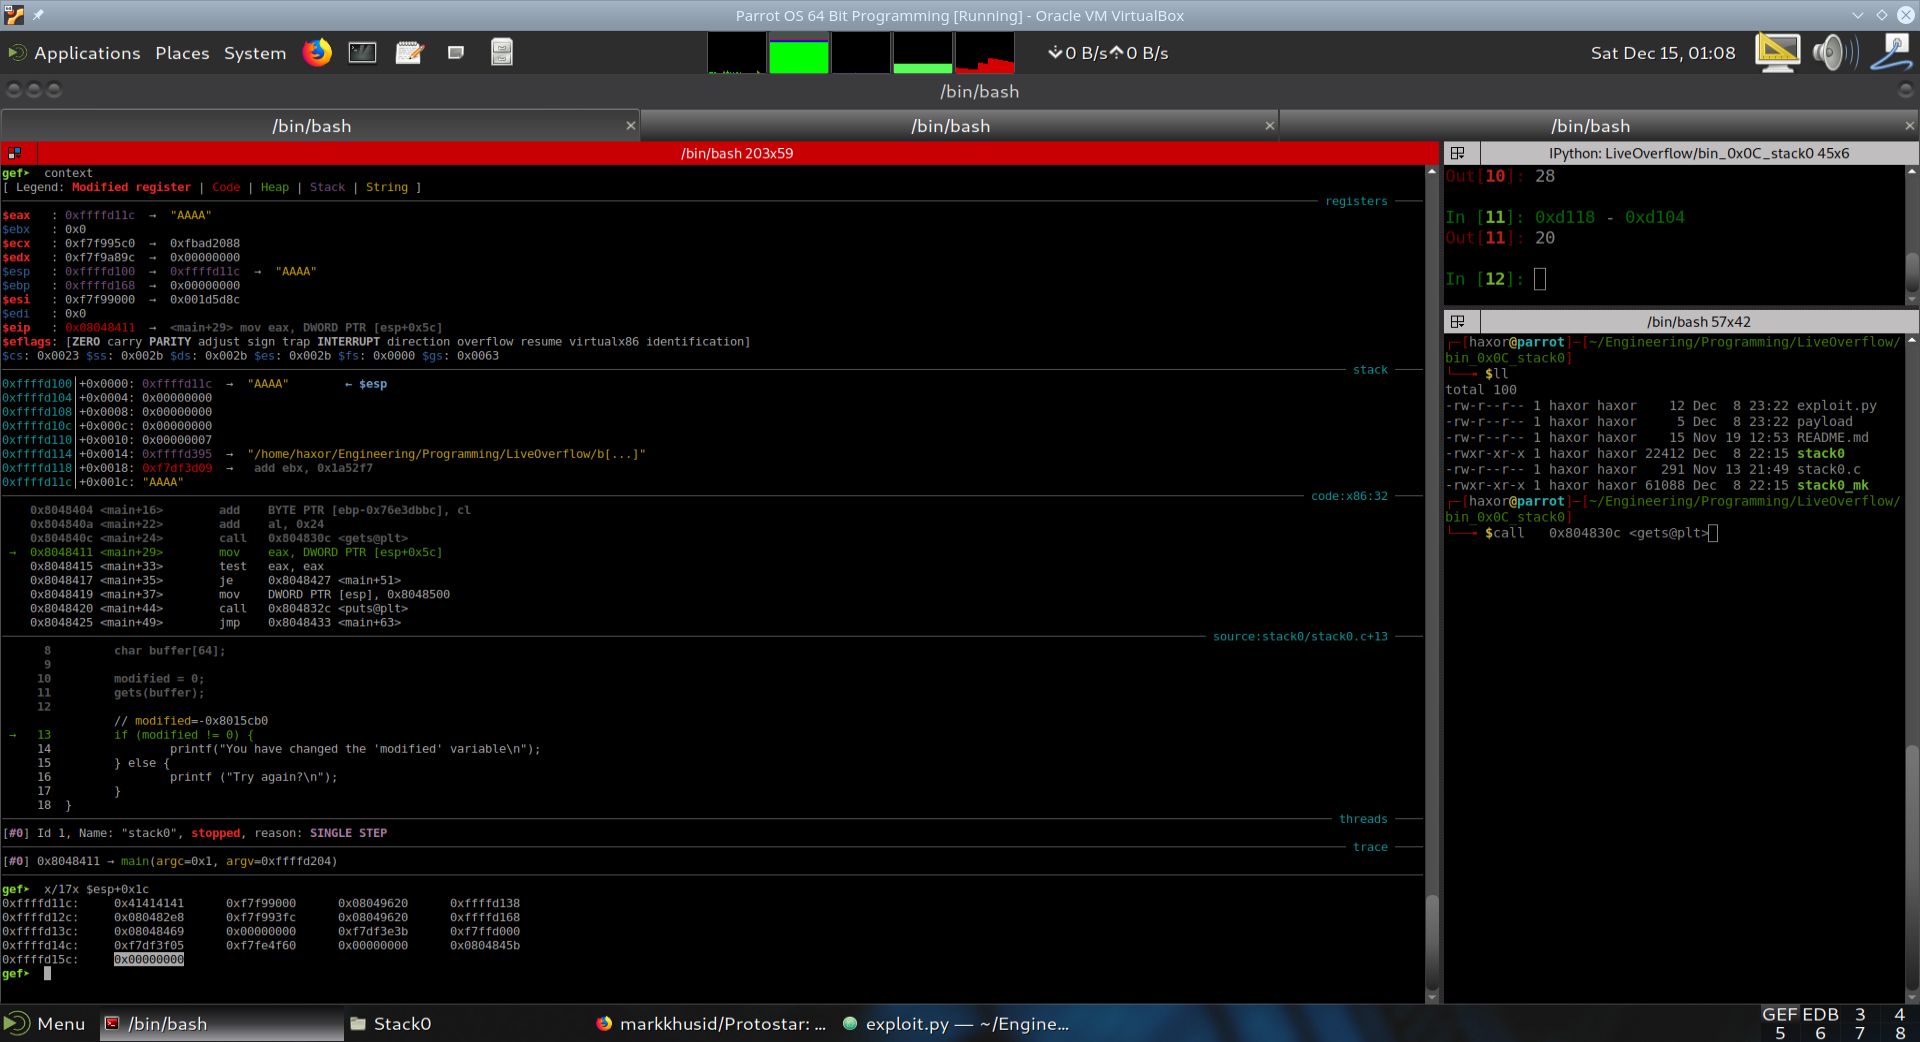 Parrot OS 64 Bit Programming [Running] - Oracle VM VirtualBox
Applications Places System 0 B/s 0 B/s Sat Dec 15, 01:08
/bin/bash
/bin/bash × /bin/bash × /bin/bash ×
/bin/bash 203x59
gef➤ context
[ Legend: Modified register | Code | Heap | Stack | String ]
registers
$eax : 0xffffd11c → "AAAA"
$ebx : 0x0
$ecx : 0xf7f995c0 → 0xfbad2088
$edx : 0xf7f9a89c → 0x00000000
$esp : 0xffffd100 → 0xffffd11c → "AAAA"
$ebp : 0xffffd168 → 0x00000000
$esi : 0xf7f99000 → 0x001d5d8c
$edi : 0x0
$eip : 0x08048411 → <main+29> mov eax, DWORD PTR [esp+0x5c]
$eflags: [ZERO carry PARITY adjust sign trap INTERRUPT direction overflow resume virtualx86 identification]
$cs: 0x0023 $ss: 0x002b $ds: 0x002b $es: 0x002b $fs: 0x0000 $gs: 0x0063
stack
0xffffd100│+0x0000: 0xffffd11c → "AAAA" ← $esp
0xffffd104│+0x0004: 0x00000000
0xffffd108│+0x0008: 0x00000000
0xffffd10c│+0x000c: 0x00000000
0xffffd110│+0x0010: 0x00000007
0xffffd114│+0x0014: 0xffffd395 → "/home/haxor/Engineering/Programming/LiveOverflow/b[...]"
0xffffd118│+0x0018: 0xf7df3d09 → add ebx, 0x1a52f7
0xffffd11c│+0x001c: "AAAA"
code:x86:32
0x8048404 <main+16> add BYTE PTR [ebp-0x76e3dbbc], cl
0x804840a <main+22> add al, 0x24
0x804840c <main+24> call 0x804830c <gets@plt>
→ 0x8048411 <main+29> mov eax, DWORD PTR [esp+0x5c]
0x8048415 <main+33> test eax, eax
0x8048417 <main+35> je 0x8048427 <main+51>
0x8048419 <main+37> mov DWORD PTR [esp], 0x8048500
0x8048420 <main+44> call 0x804832c <puts@plt>
0x8048425 <main+49> jmp 0x8048433 <main+63>
source:stack0/stack0.c+13
8 char buffer[64];
9
10 modified = 0;
11 gets(buffer);
12
// modified=-0x8015cb0
→ 13 if (modified != 0) {
14 printf("You have changed the 'modified' variable\n");
15 } else {
16 printf ("Try again?\n");
17 }
18 }
threads
[#0] Id 1, Name: "stack0", stopped, reason: SINGLE STEP
trace
[#0] 0x8048411 → main(argc=0x1, argv=0xffffd204)
gef➤ x/17x $esp+0x1c
0xffffd11c: 0x41414141 0xf7f99000 0x08049620 0xffffd138
0xffffd12c: 0x080482e8 0xf7f993fc 0x08049620 0xffffd168
0xffffd13c: 0x08048469 0x00000000 0xf7df3e3b 0xf7ffd000
0xffffd14c: 0xf7df3f05 0xf7fe4f60 0x00000000 0x0804845b
0xffffd15c: 0x00000000
gef➤
IPython: LiveOverflow/bin_0x0C_stack0 45x6
Out[10]: 28
In [11]: 0xd118 - 0xd104
Out[11]: 20
In [12]:
/bin/bash 57x42
┌─[haxor@parrot]─[~/Engineering/Programming/LiveOverflow/
bin_0x0C_stack0]
└──╼ $ll
total 100
-rw-r--r-- 1 haxor haxor 12 Dec 8 23:22 exploit.py
-rw-r--r-- 1 haxor haxor 5 Dec 8 23:22 payload
-rw-r--r-- 1 haxor haxor 15 Nov 19 12:53 README.md
-rwxr-xr-x 1 haxor haxor 22412 Dec 8 22:15 stack0
-rw-r--r-- 1 haxor haxor 291 Nov 13 21:49 stack0.c
-rwxr-xr-x 1 haxor haxor 61088 Dec 8 22:15 stack0_mk
┌─[haxor@parrot]─[~/Engineering/Programming/LiveOverflow/
bin_0x0C_stack0]
└──╼ $call 0x804830c <gets@plt>
Menu /bin/bash Stack0 markkhusid/Protostar: ... exploit.py — ~/Engine...
GEF EDB 3 4
5 6 7 8